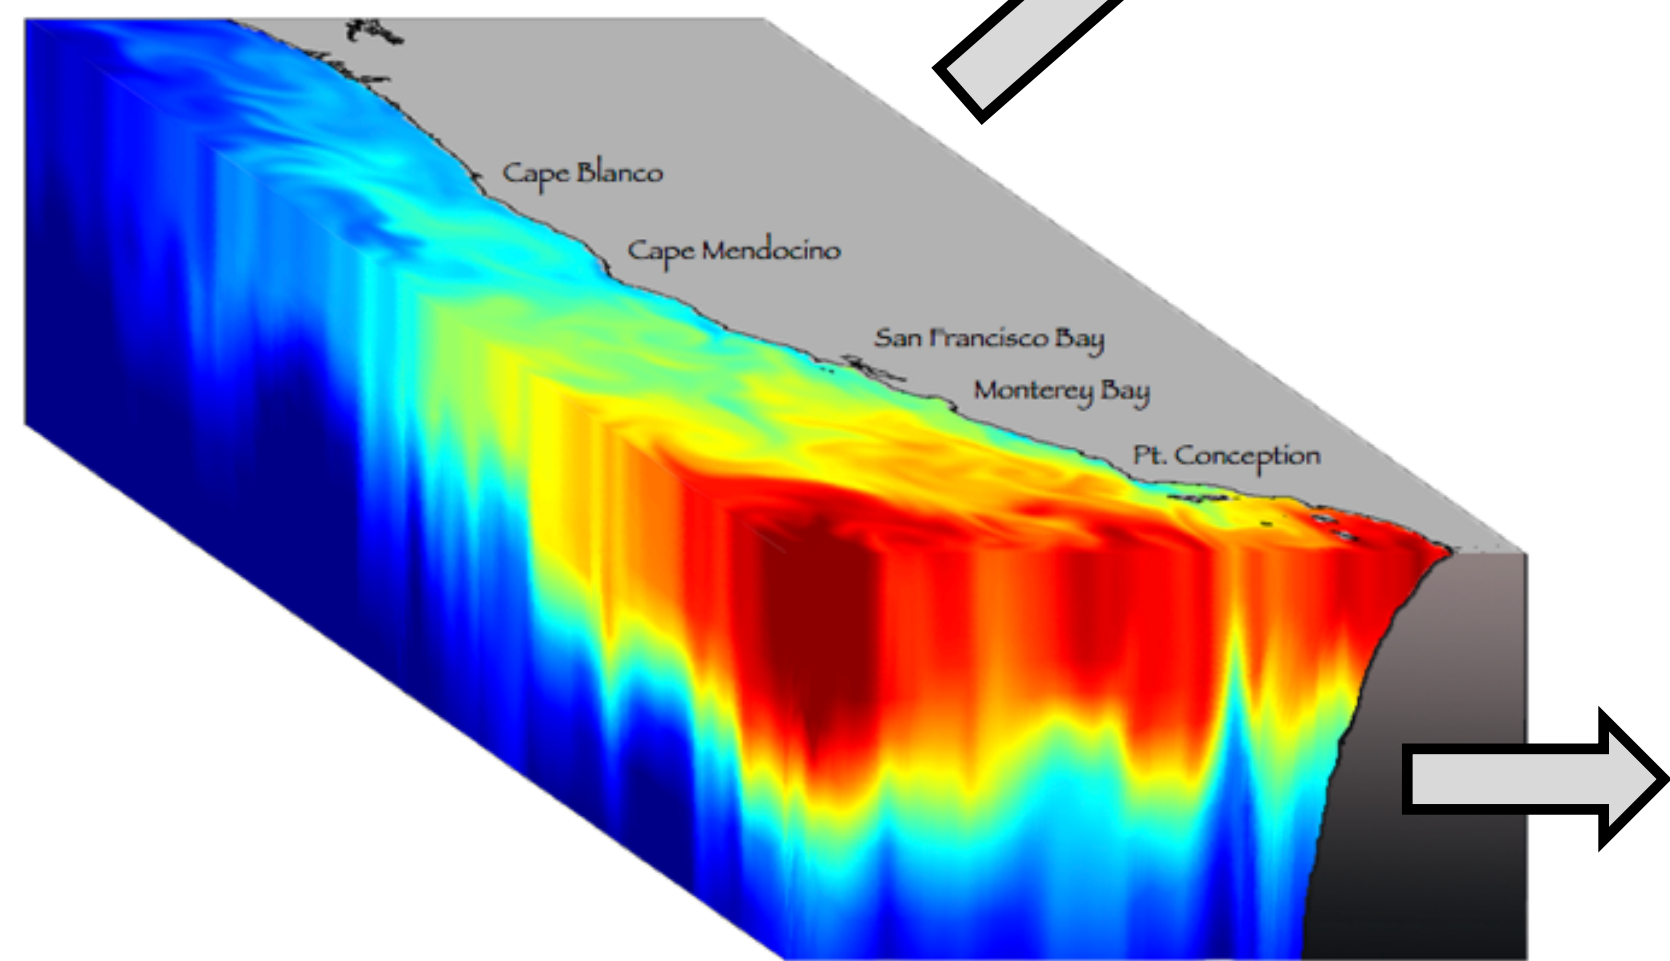 Cape Blanco
Cape Mendocino
San Francisco Bay
Monterey Bay
Pt. Conception